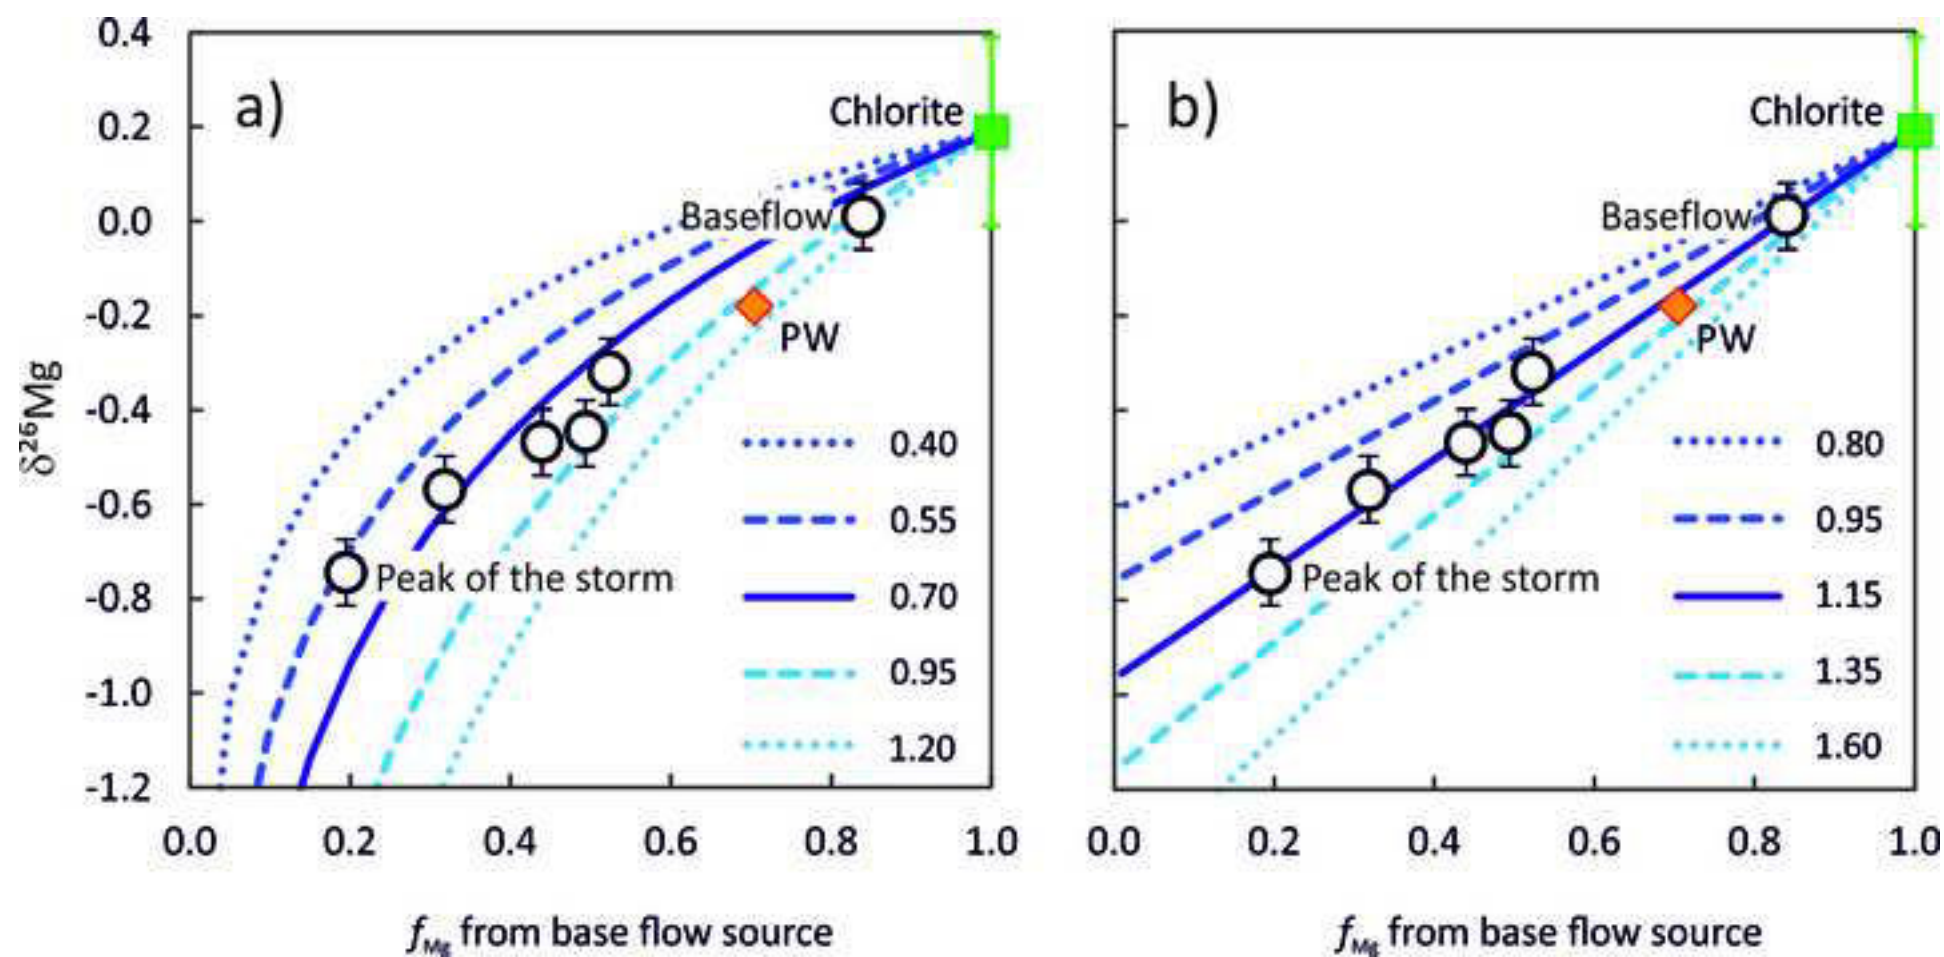 a)
0.4
0.2
0.0
-0.2
-0.4
-0.6
-0.8
-1.0
-1.2
δ²⁶Mg
Chlorite
Baseflow
PW
Peak of the storm
0.40
0.55
0.70
0.95
1.20
0.0 0.2 0.4 0.6 0.8 1.0
fMg from base flow source
b)
Chlorite
Baseflow
PW
Peak of the storm
0.80
0.95
1.15
1.35
1.60
0.0 0.2 0.4 0.6 0.8 1.0
fMg from base flow source